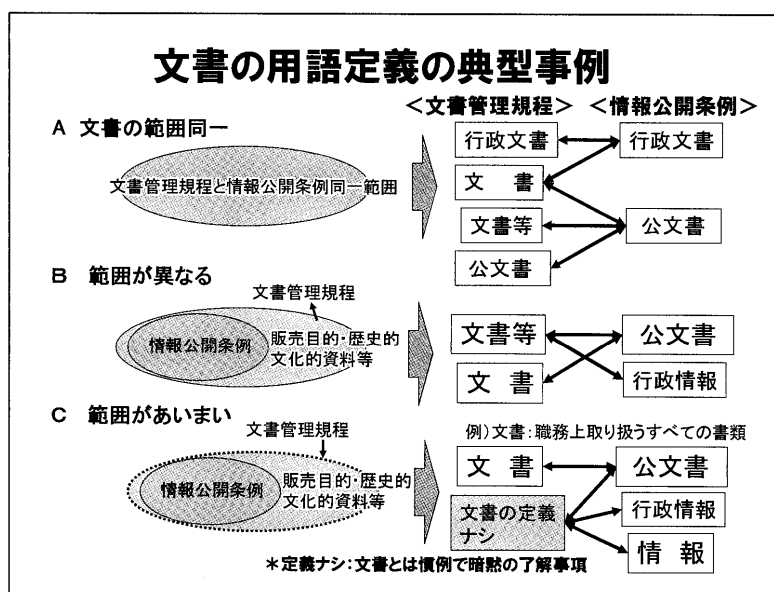 文書の用語定義の典型事例
＜文書管理規程＞ ＜情報公開条例＞
A 文書の範囲同一
文書管理規程と情報公開条例同一範囲
行政文書 行政文書
文 書
文書等 公文書
公文書
B 範囲が異なる
文書管理規程
情報公開条例
販売目的・歴史的
文化的資料等
文書等 公文書
文 書 行政情報
C 範囲があいまい
文書管理規程
情報公開条例
販売目的・歴史的
文化的資料等
例)文書:職務上取り扱うすべての書類
文 書 公文書
文書の定義
ナシ
行政情報
情 報
＊定義ナシ:文書とは慣例で暗黙の了解事項